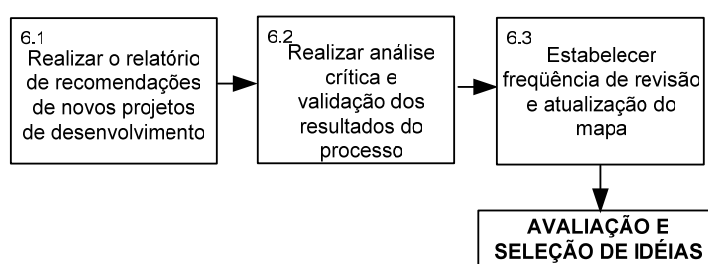 6.1
Realizar o relatório
de recomendações
de novos projetos
de desenvolvimento
6.2
Realizar análise
crítica e
validação dos
resultados do
processo
6.3
Estabelecer
freqüência de revisão
e atualização do
mapa
AVALIAÇÃO E
SELEÇÃO DE IDÉIAS